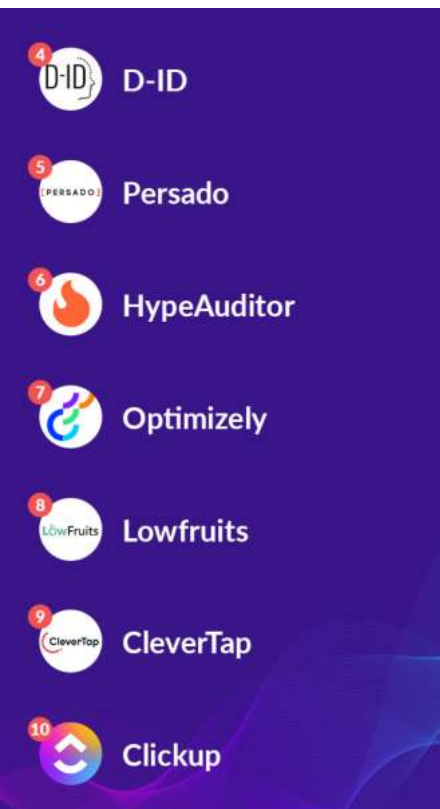 4
D-ID
D-ID
5
[PERSADO]
Persado
6
HypeAuditor
7
Optimizely
8
LowFruits
Lowfruits
9
CleverTap
CleverTap
10
Clickup